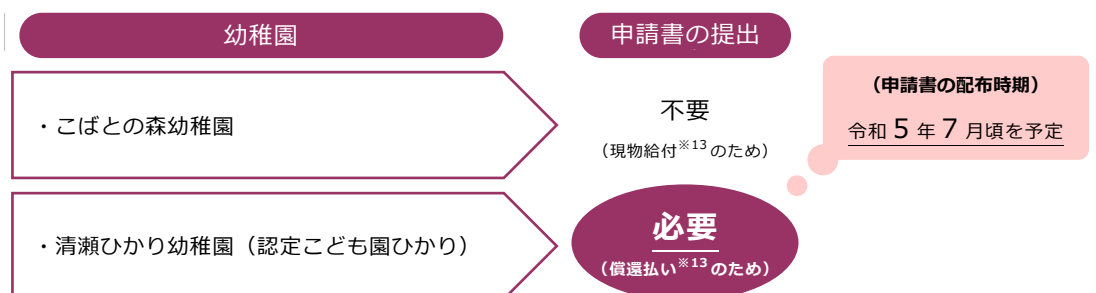 幼稚園
申請書の提出
・こばとの森幼稚園
不要
(現物給付※13のため)
(申請書の配布時期)
令和 5 年 7 月頃を予定
・清瀬ひかり幼稚園(認定こども園ひかり)
必要
(償還払い※13のため)